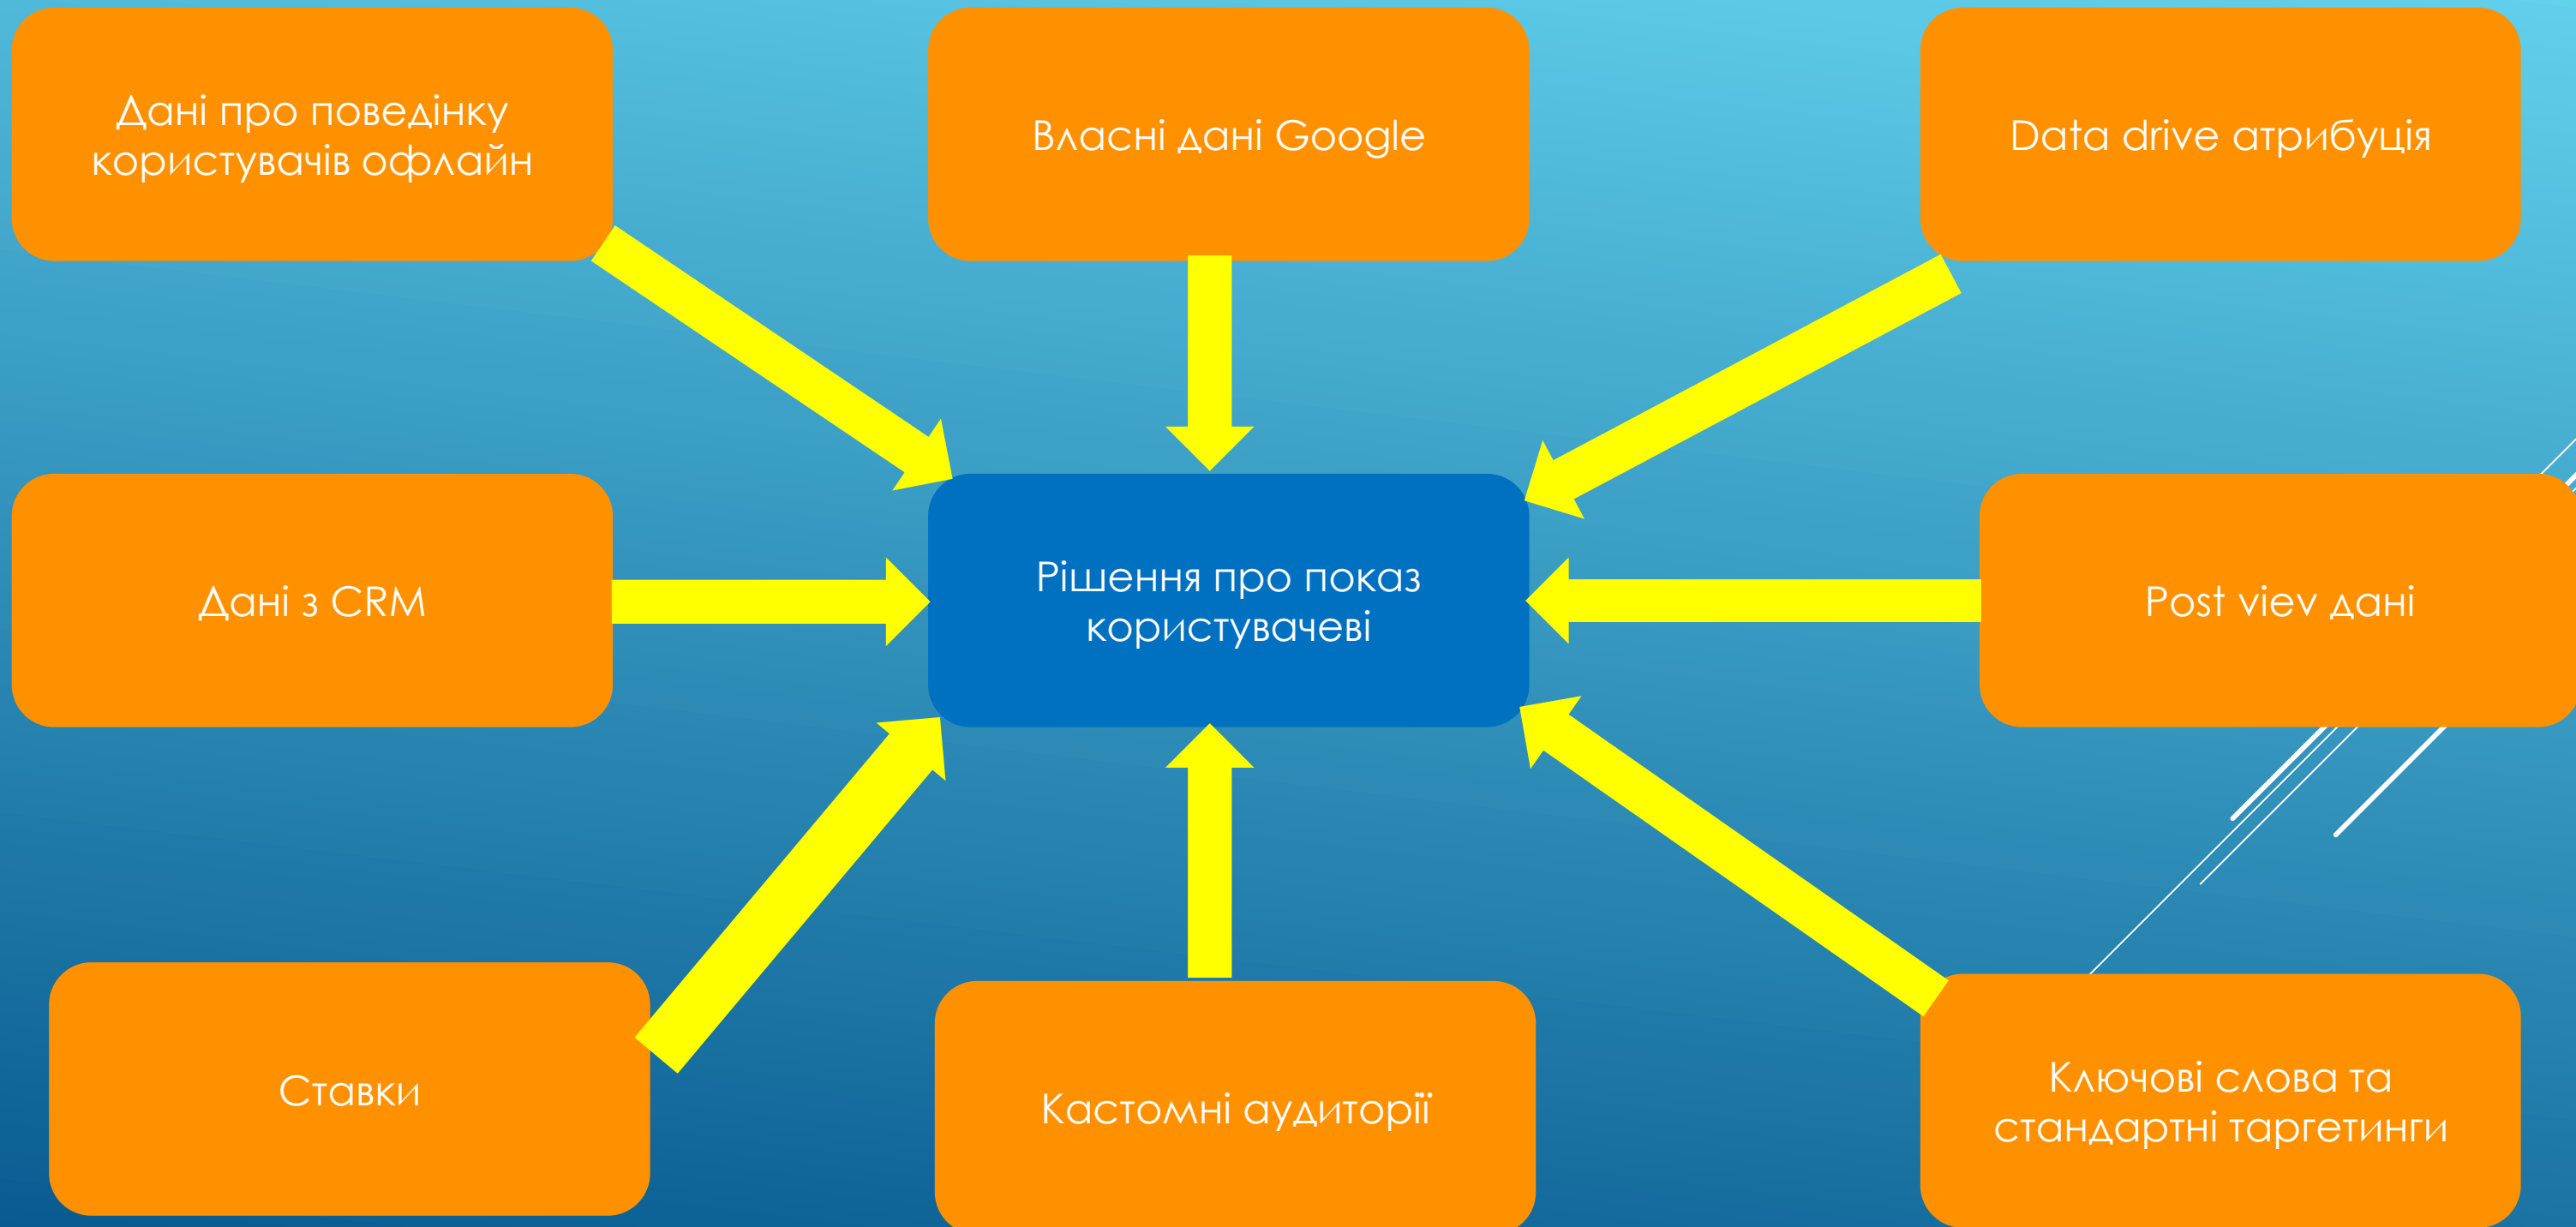 Дані про поведінку
користувачів офлайн
Власні дані Google
Data drive атрибуція
Дані з CRM
Рішення про показ
користувачеві
Post viev дані
Ставки
Кастомні аудиторії
Ключові слова та
стандартні таргетинги